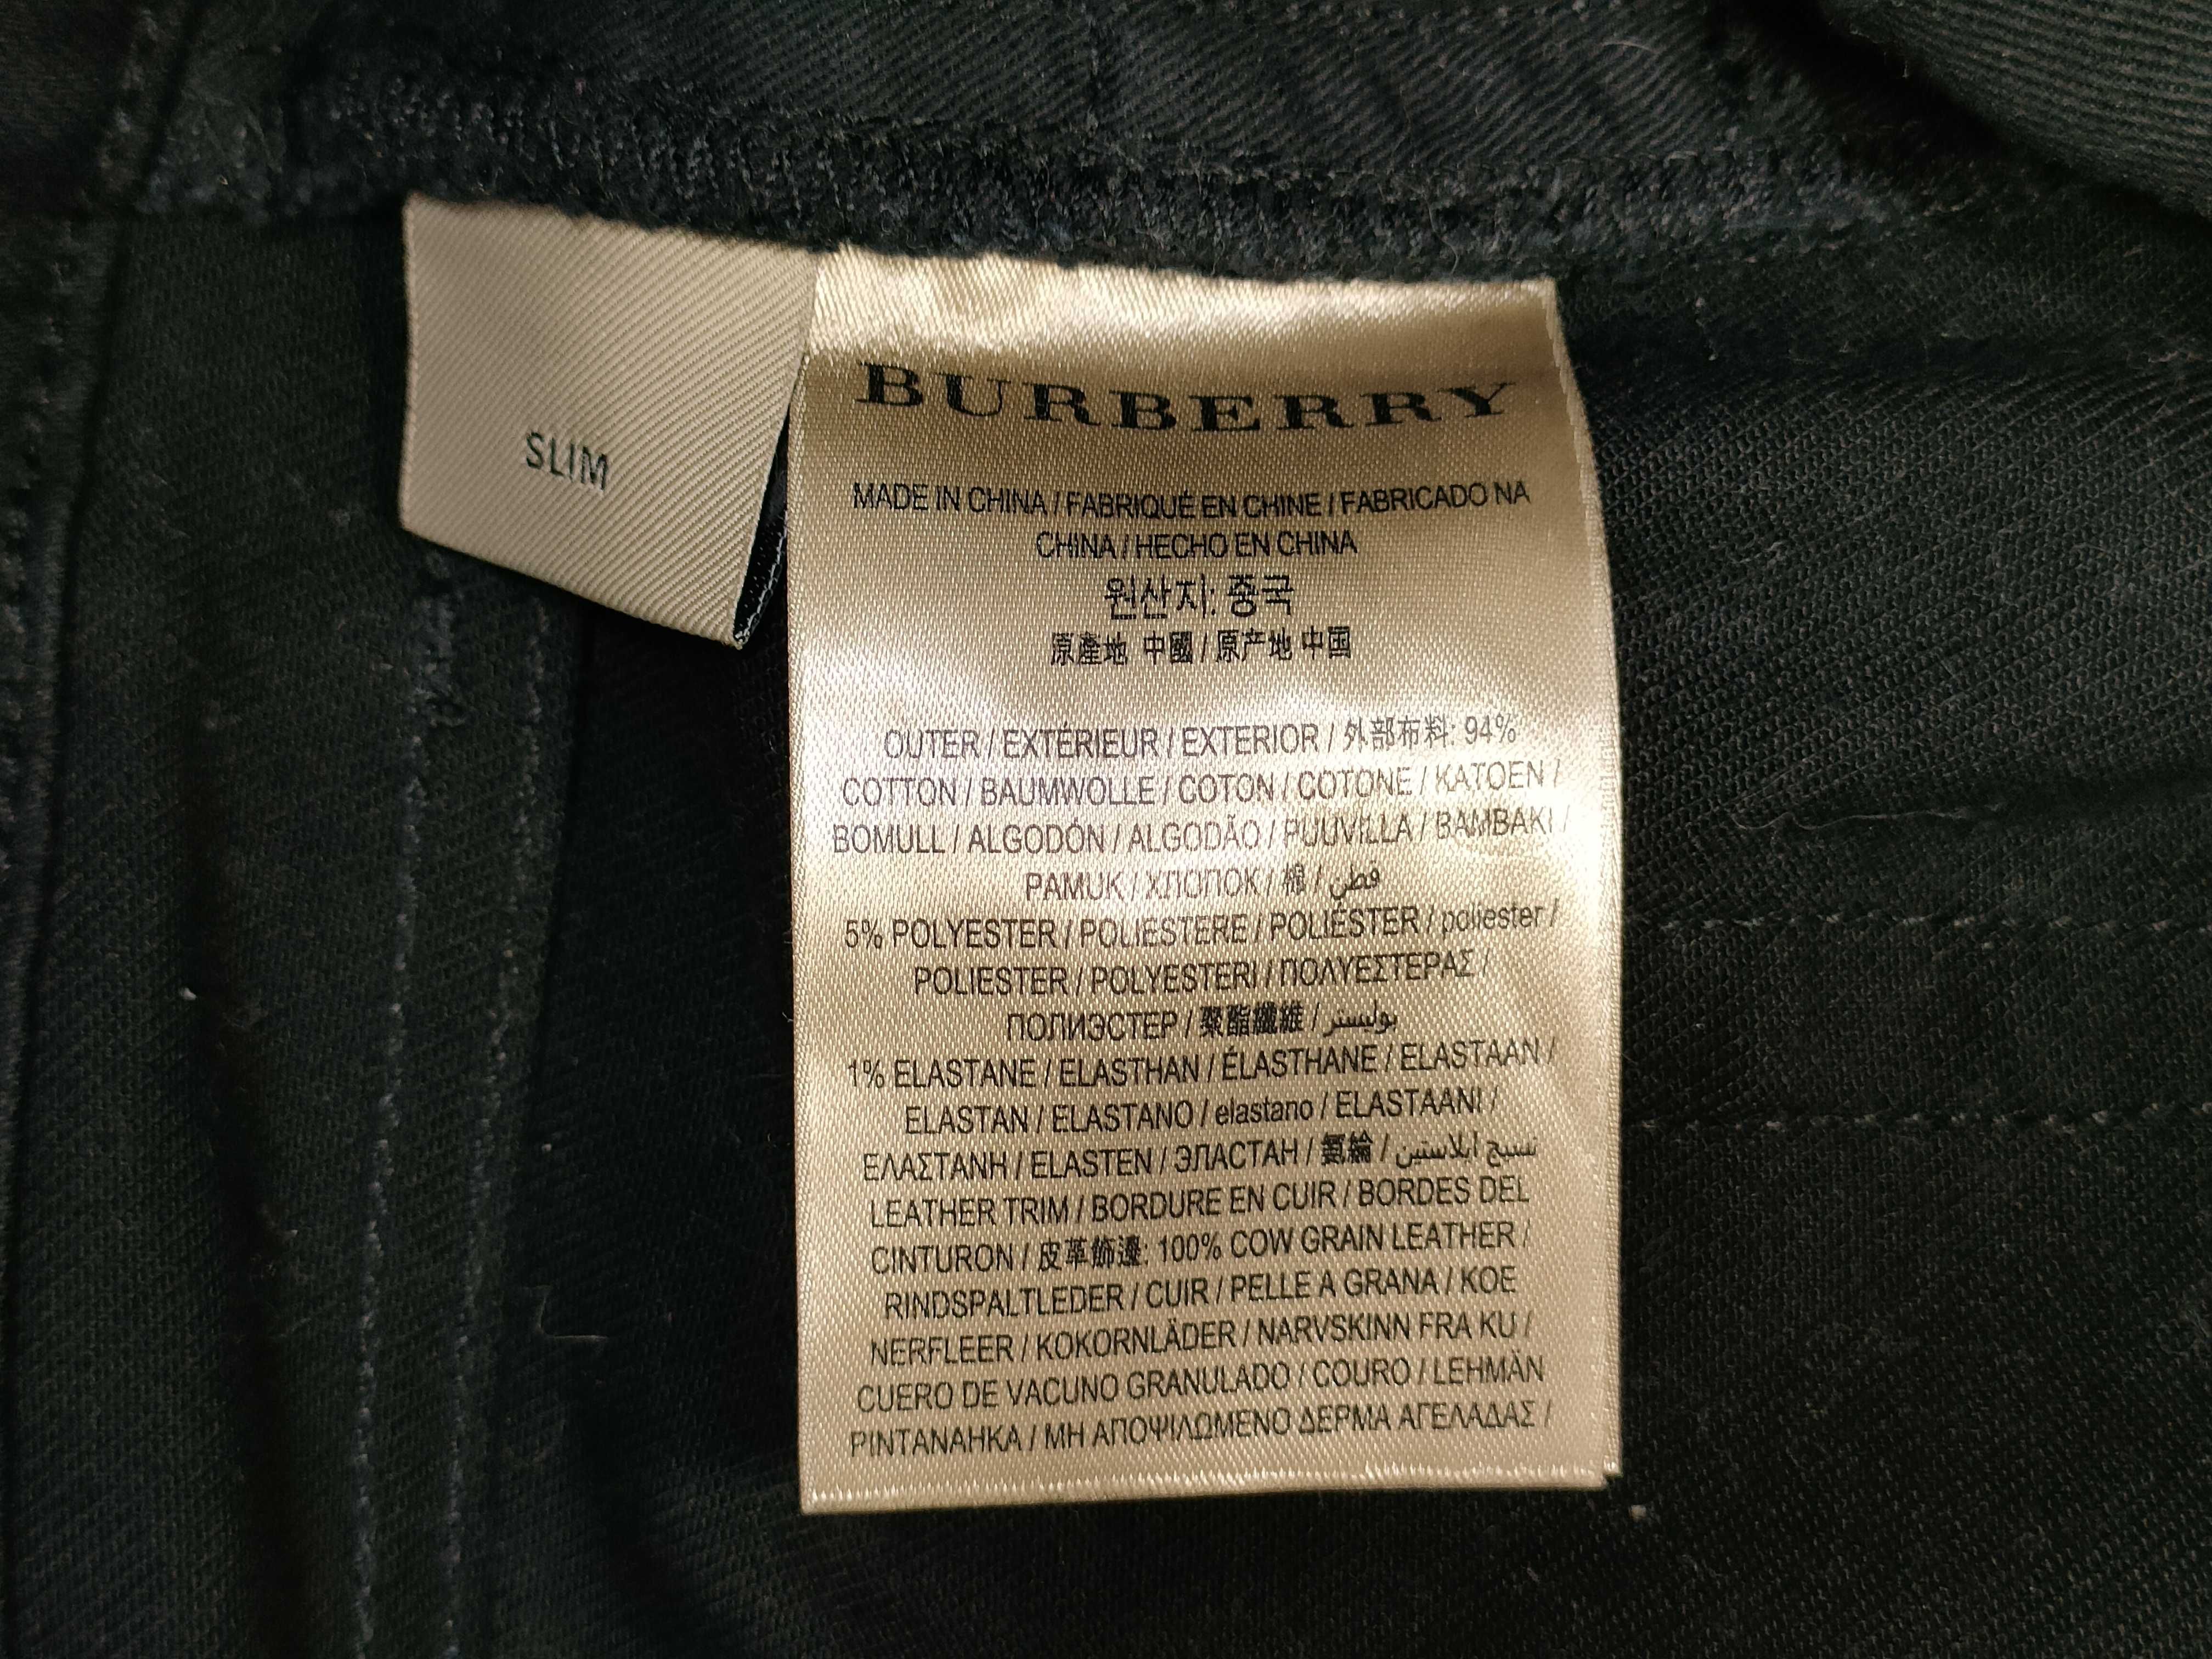 SLIM
BURBERRY
MADE IN CHINA / FABRIQUÉ EN CHINE / FABRICADO NA
CHINA / HECHO EN CHINA
원산지: 중국
原產地 中國 / 原产地 中国
OUTER / EXTÉRIEUR / EXTERIOR / 外部布料: 94%
COTTON / BAUMWOLLE / COTON / COTONE / KATOEN /
BOMULL / ALGODÓN / ALGODÃO / PUUVILLA / BAMBAKI /
PAMUK / ХЛОПОК / 棉 / قطن
5% POLYESTER / POLIESTERE / POLIÉSTER / poliester /
POLIESTER / POLYESTERI / ΠΟΛΥΕΣΤΕΡΑΣ /
ПОЛИЭСТЕР / 聚酯纖維 / بوليستر
1% ELASTANE / ELASTHAN / ÉLASTHANE / ELASTAAN /
ELASTAN / ELASTANO / elastano / ELASTAANI /
ΕΛΑΣΤΑΝΗ / ELASTEN / ЭЛАСТАН / 氨綸 / نسيج ايلاستين
LEATHER TRIM / BORDURE EN CUIR / BORDES DEL
CINTURON / 皮革飾邊: 100% COW GRAIN LEATHER /
RINDSPALTLEDER / CUIR / PELLE A GRANA / KOE
NERFLEER / KOKORNLÄDER / NARVSKINN FRA KU /
CUERO DE VACUNO GRANULADO / COURO / LEHMÄN
PINTANAHKA / ΜΗ ΑΠΟΨΙΛΩΜΕΝΟ ΔΕΡΜΑ ΑΓΕΛΑΔΑΣ /